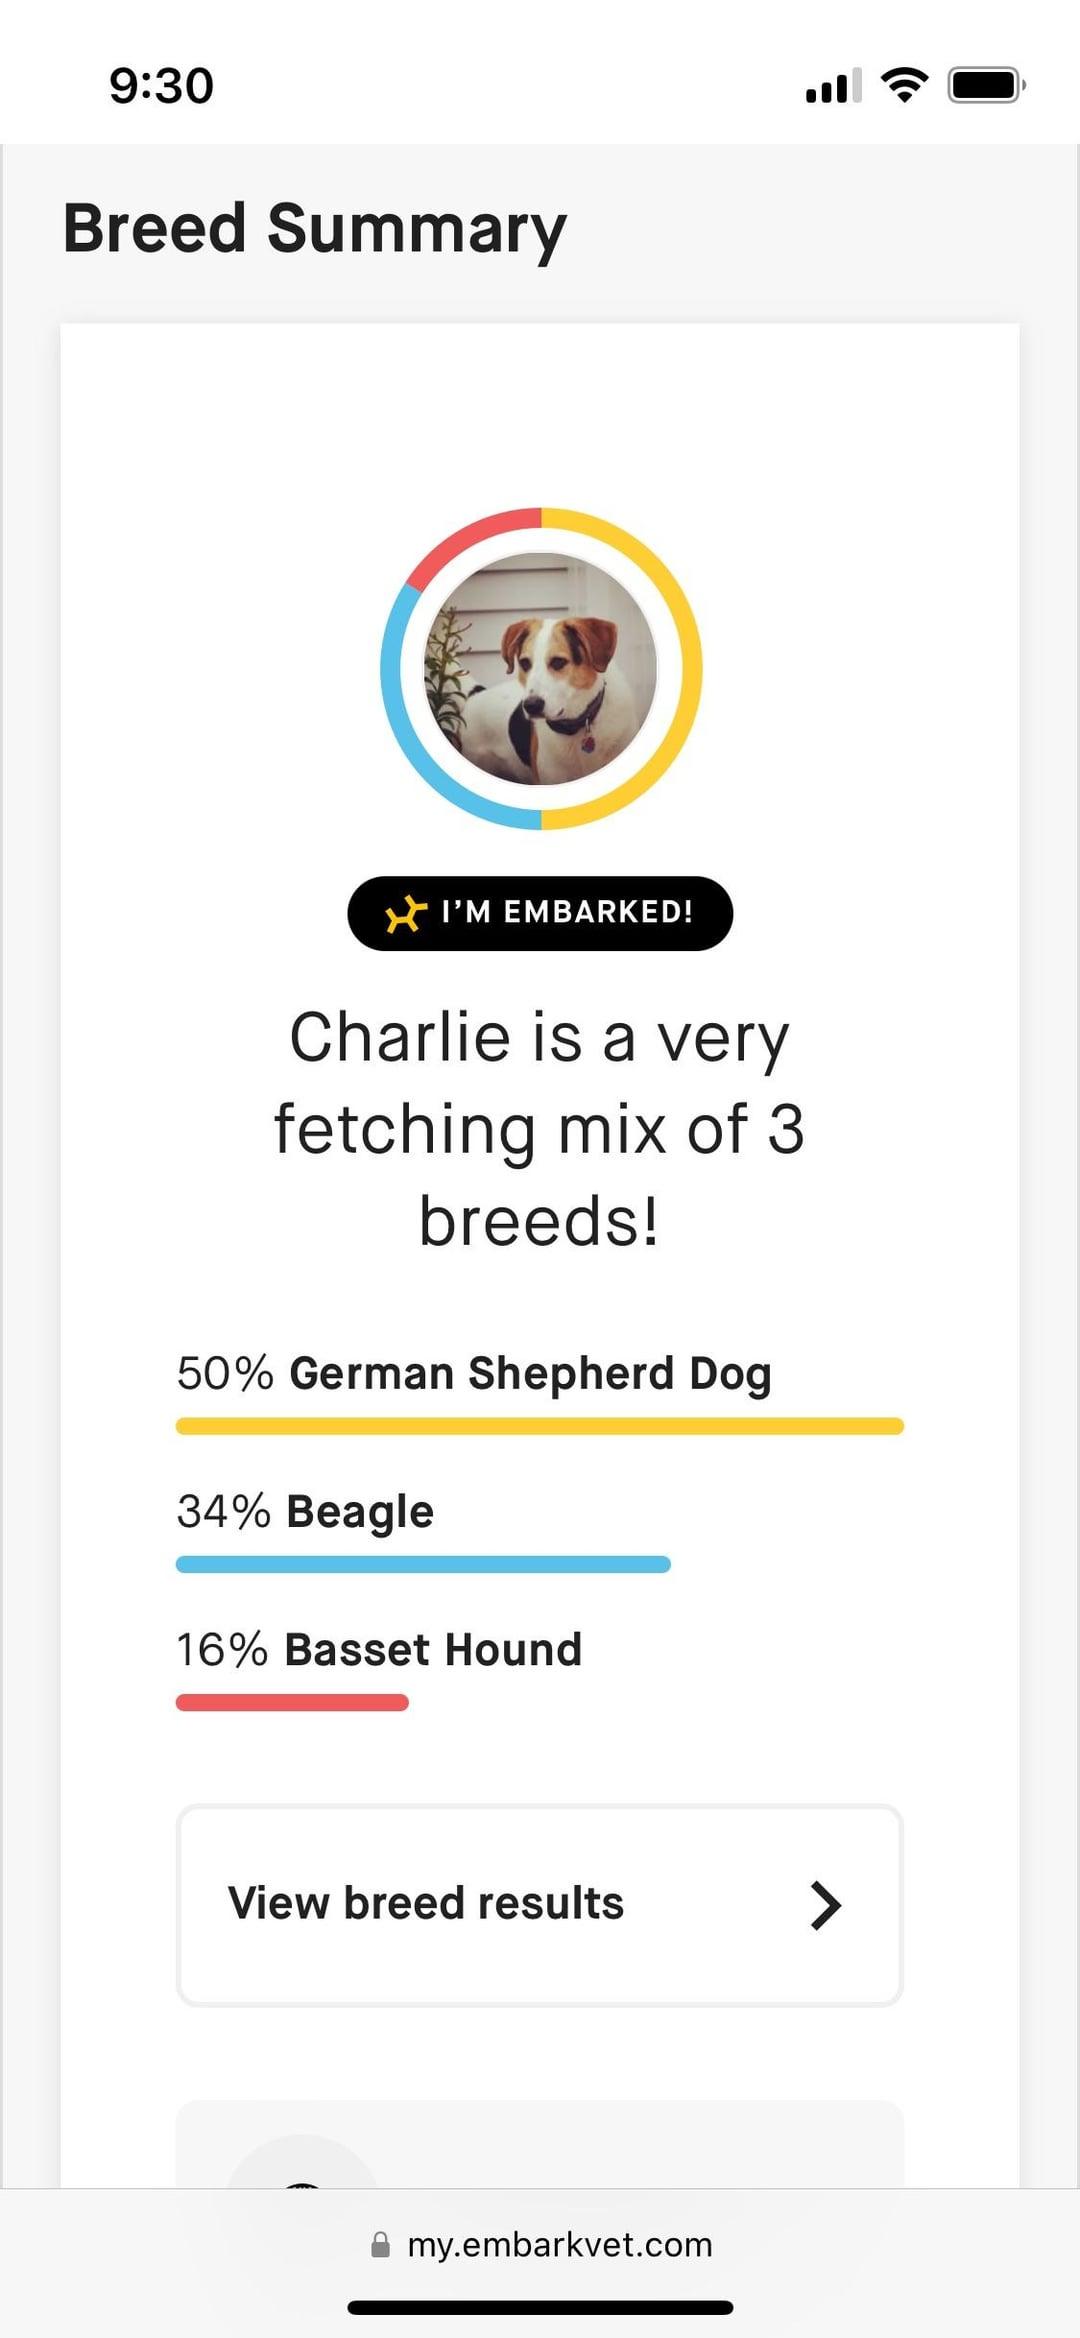 9:30
Breed Summary
I'M EMBARKED!
Charlie is a very
fetching mix of 3
breeds!
50% German Shepherd Dog
34% Beagle
16% Basset Hound
View breed results
my.embarkvet.com